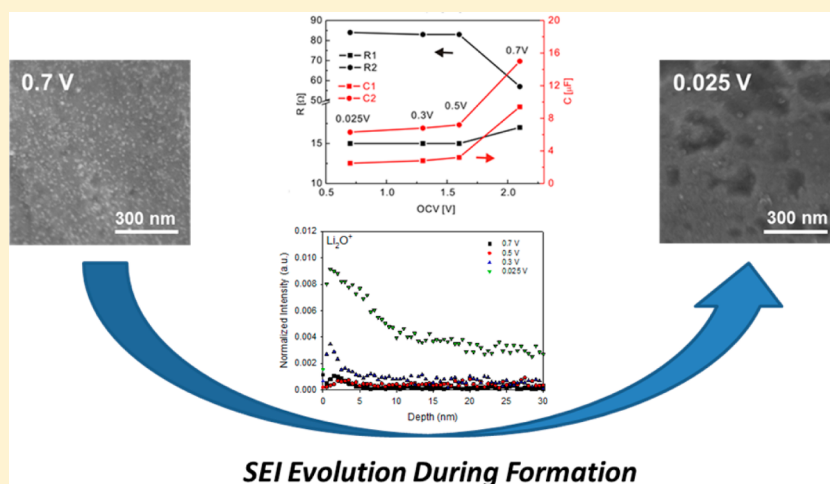 0.7 V
300 nm
90
80
70
60
50
15
10
R [Ω]
R1
R2
C1
C2
0.025V
0.3V
0.5V
0.7V
20
16
12
8
4
0
C [μF]
0.5
1.0
1.5
2.0
OCV [V]
0.025 V
300 nm
Li₂O⁺
0.7 V
0.5 V
0.3 V
0.025 V
0.012
0.010
0.008
0.006
0.004
0.002
0.000
Normalized Intensity (a.u.)
0
5
10
15
20
25
30
Depth (nm)
SEI Evolution During Formation